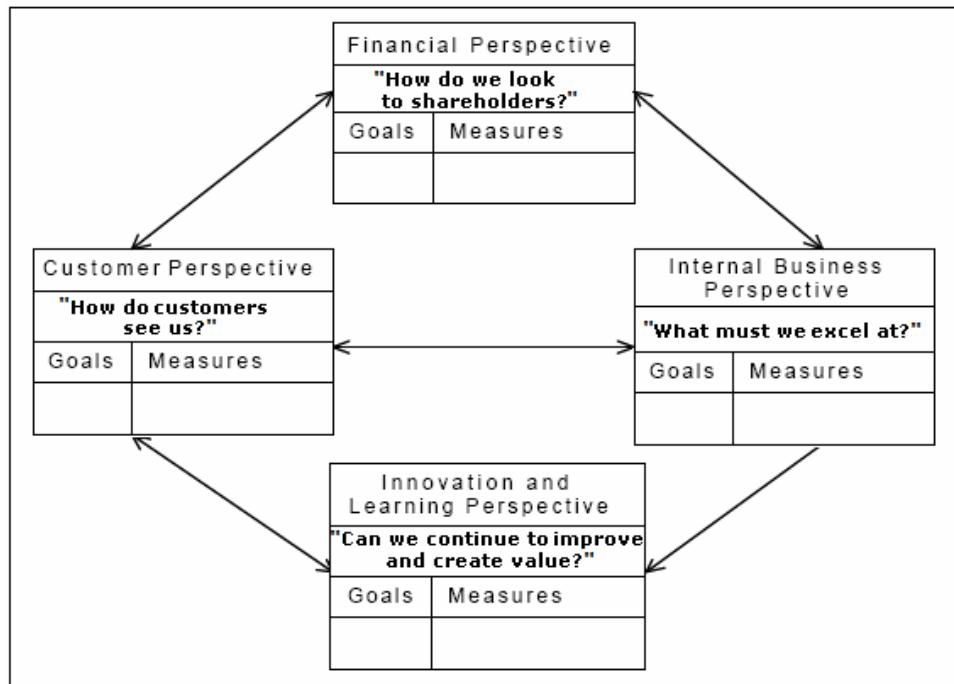 Financial Perspective
"How do we look
to shareholders?"
Goals Measures
Customer Perspective
"How do customers
see us?"
Goals Measures
Internal Business
Perspective
"What must we excel at?"
Goals Measures
Innovation and
Learning Perspective
"Can we continue to improve
and create value?"
Goals Measures